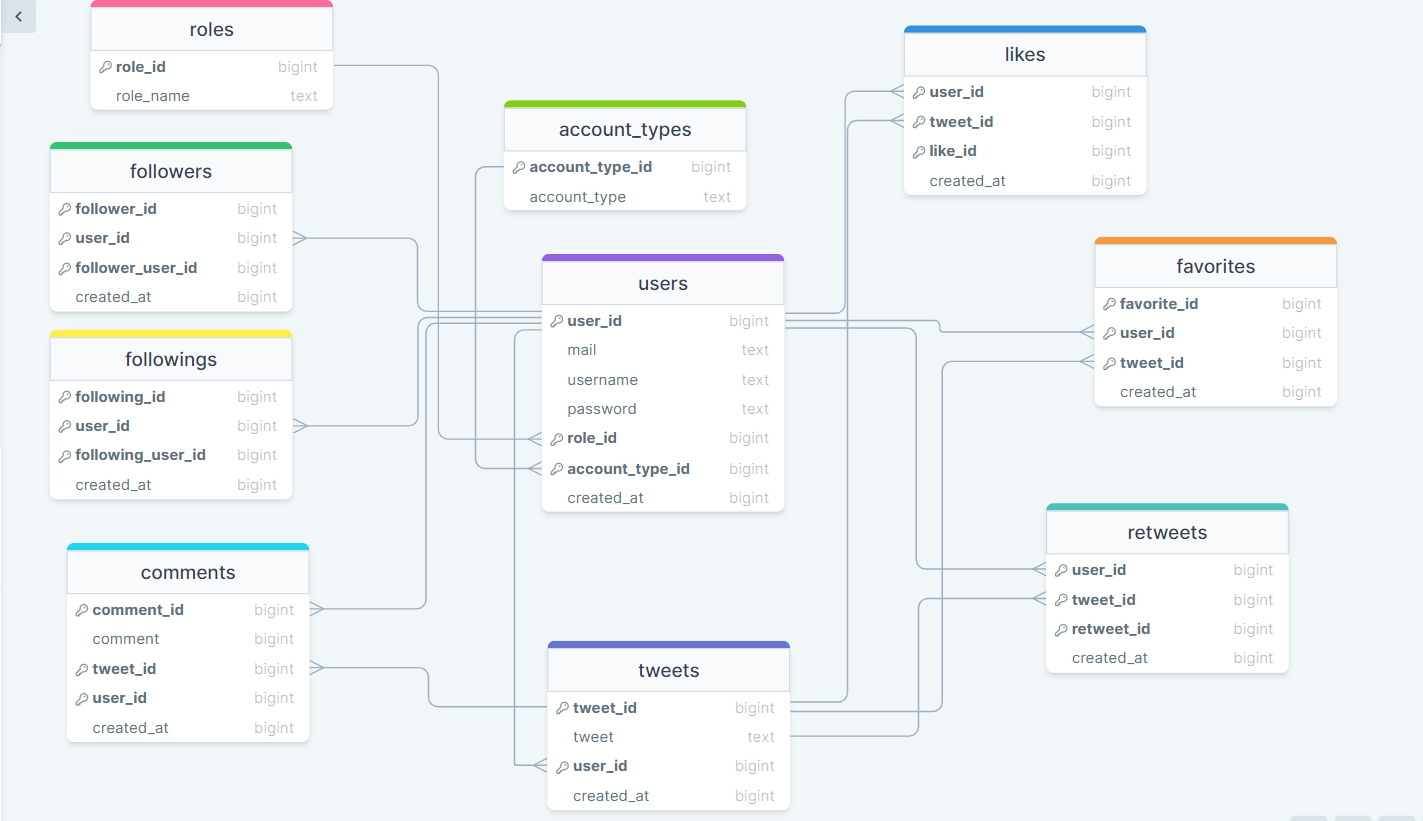 roles
role_id bigint
role_name text
followers
follower_id bigint
user_id bigint
follower_user_id bigint
created_at bigint
followings
following_id bigint
user_id bigint
following_user_id bigint
created_at bigint
comments
comment_id bigint
comment bigint
tweet_id bigint
user_id bigint
created_at bigint
account_types
account_type_id bigint
account_type text
users
user_id bigint
mail text
username text
password text
role_id bigint
account_type_id bigint
created_at bigint
tweets
tweet_id bigint
tweet text
user_id bigint
created_at bigint
likes
user_id bigint
tweet_id bigint
like_id bigint
created_at bigint
favorites
favorite_id bigint
user_id bigint
tweet_id bigint
created_at bigint
retweets
user_id bigint
tweet_id bigint
retweet_id bigint
created_at bigint